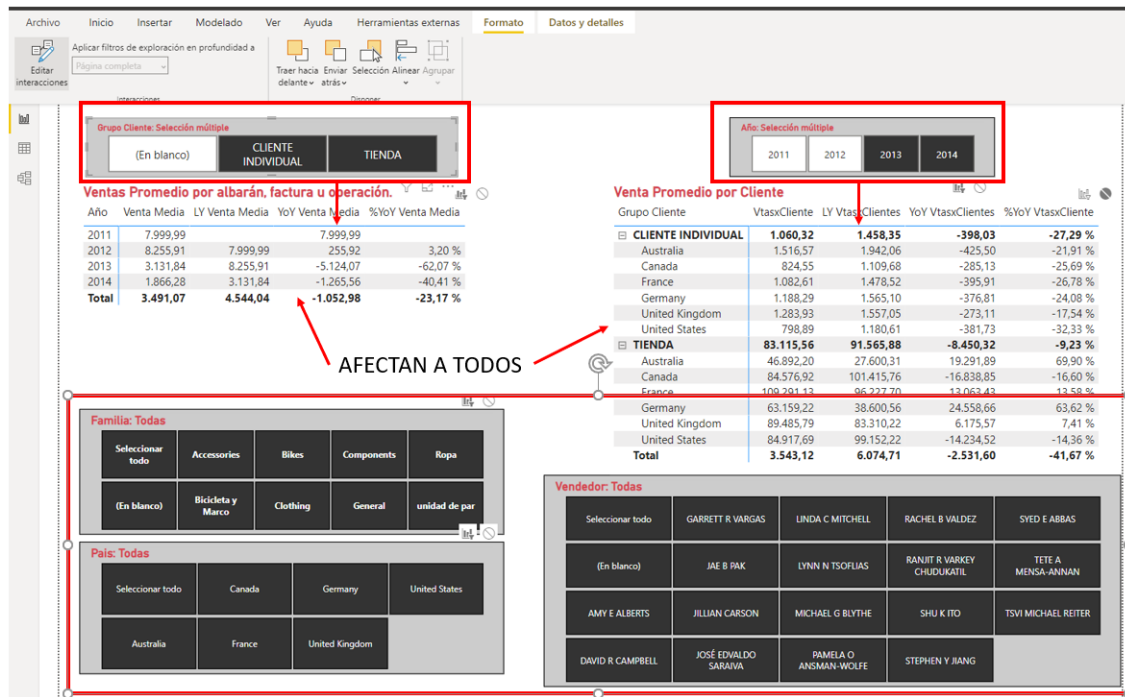 Archivo Inicio Insertar Modelado Ver Ayuda Herramientas externas Formato Datos y detalles
Editar interacciones
Aplicar filtros de exploración en profundidad a
Página completa
Interacciones
Traer hacia delante
Enviar atrás
Selección
Alinear
Agrupar
Disponer
Grupo Cliente: Selección múltiple
(En blanco) CLIENTE INDIVIDUAL TIENDA
Año: Selección múltiple
2011 2012 2013 2014
Ventas Promedio por albarán, factura u operación.
Año Venta Media LY Venta Media YoY Venta Media %YoY Venta Media
2011 7.999,99 7.999,99
2012 8.255,91 7.999,99 255,92 3,20 %
2013 3.131,84 8.255,91 -5.124,07 -62,07 %
2014 1.866,28 3.131,84 -1.265,56 -40,41 %
Total 3.491,07 4.544,04 -1.052,98 -23,17 %
Venta Promedio por Cliente
Grupo Cliente VtasxCliente LY VtasxClientes YoY VtasxClientes %YoY VtasxCliente
CLIENTE INDIVIDUAL 1.060,32 1.458,35 -398,03 -27,29 %
Australia 1.516,57 1.942,06 -425,50 -21,91 %
Canada 824,55 1.109,68 -285,13 -25,69 %
France 1.082,61 1.478,52 -395,91 -26,78 %
Germany 1.188,29 1.565,10 -376,81 -24,08 %
United Kingdom 1.283,93 1.557,05 -273,11 -17,54 %
United States 798,89 1.180,61 -381,73 -32,33 %
TIENDA 83.115,56 91.565,88 -8.450,32 -9,23 %
Australia 46.892,20 27.600,31 19.291,89 69,90 %
Canada 84.576,92 101.415,76 -16.838,85 -16,60 %
France 109.291,13 96.227,70 13.063,43 13,58 %
Germany 63.159,22 38.600,56 24.558,66 63,62 %
United Kingdom 89.485,79 83.310,22 6.175,57 7,41 %
United States 84.917,69 99.152,22 -14.234,52 -14,36 %
Total 3.543,12 6.074,71 -2.531,60 -41,67 %
AFECTAN A TODOS
Familia: Todas
Seleccionar todo Accessories Bikes Components Ropa
(En blanco) Bicicleta y Marco Clothing General unidad de par
Pais: Todas
Seleccionar todo Canada Germany United States
Australia France United Kingdom
Vendedor: Todas
Seleccionar todo GARRETT R VARGAS LINDA C MITCHELL RACHEL B VALDEZ SYED E ABBAS
(En blanco) JAE B PAK LYNN N TSOFLIAS RANJIT R VARKEY CHUDUKATIL TETE A MENSA-ANNAN
AMY E ALBERTS JILLIAN CARSON MICHAEL G BLYTHE SHU K ITO TSVI MICHAEL REITER
DAVID R CAMPBELL JOSÉ EDVALDO SARAIVA PAMELA O ANSMAN-WOLFE STEPHEN Y JIANG